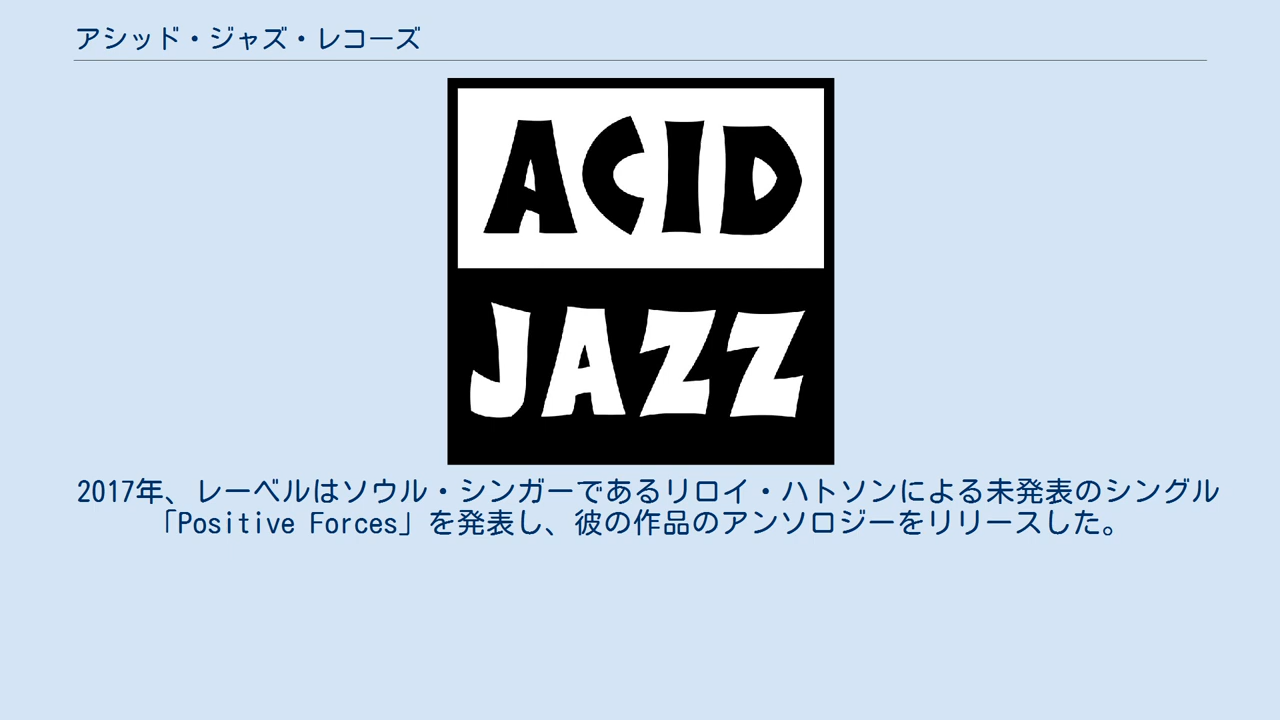 アシッド・ジャズ・レコーズ
ACID
JAZZ
2017年、レーベルはソウル・シンガーであるリロイ・ハトソンによる未発表のシングル
「Positive Forces」を発表し、彼の作品のアンソロジーをリリースした。